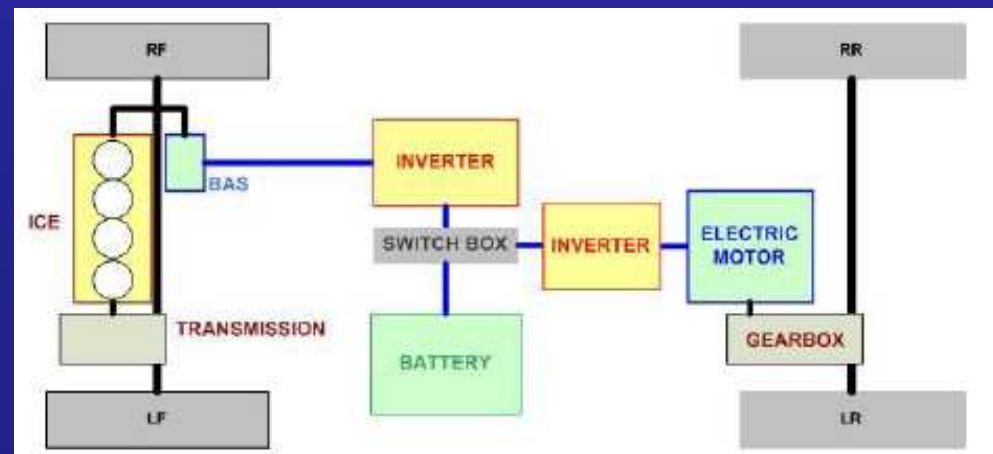 RF
RR
INVERTER
BAS
ICE
SWITCH BOX
INVERTER
ELECTRIC
MOTOR
TRANSMISSION
GEARBOX
BATTERY
LF
LR